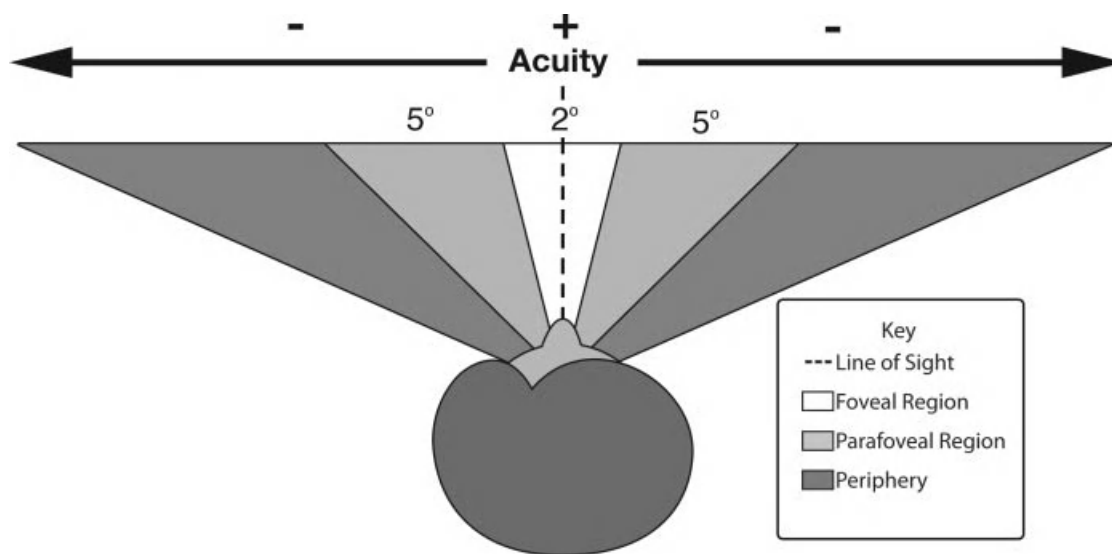 - + -
Acuity
5° 2° 5°
Key
Line of Sight
Foveal Region
Parafoveal Region
Periphery